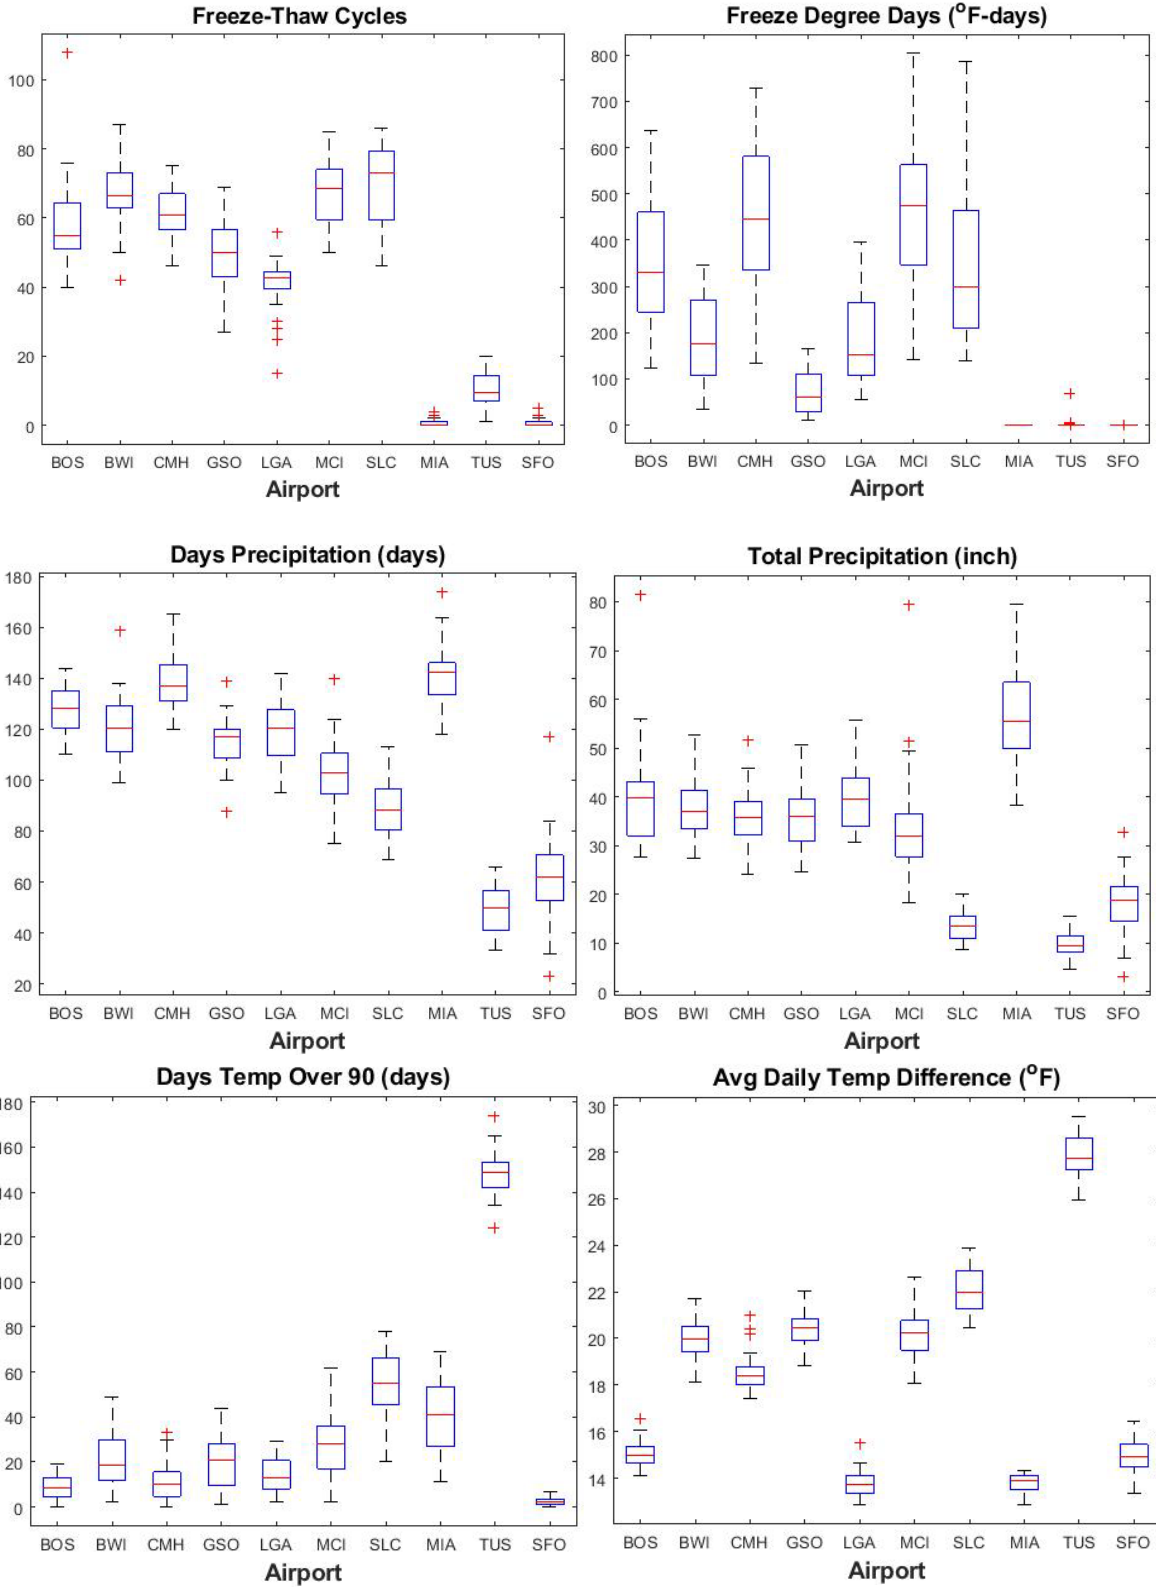 Freeze-Thaw Cycles
100
80
60
40
20
0
BOS BWI CMH GSO LGA MCI SLC MIA TUS SFO
Airport
Freeze Degree Days (ºF-days)
800
700
600
500
400
300
200
100
0
BOS BWI CMH GSO LGA MCI SLC MIA TUS SFO
Airport
Days Precipitation (days)
180
160
140
120
100
80
60
40
20
BOS BWI CMH GSO LGA MCI SLC MIA TUS SFO
Airport
Total Precipitation (inch)
80
70
60
50
40
30
20
10
0
BOS BWI CMH GSO LGA MCI SLC MIA TUS SFO
Airport
Days Temp Over 90 (days)
180
160
140
120
100
80
60
40
20
0
BOS BWI CMH GSO LGA MCI SLC MIA TUS SFO
Airport
Avg Daily Temp Difference (ºF)
30
28
26
24
22
20
18
16
14
BOS BWI CMH GSO LGA MCI SLC MIA TUS SFO
Airport